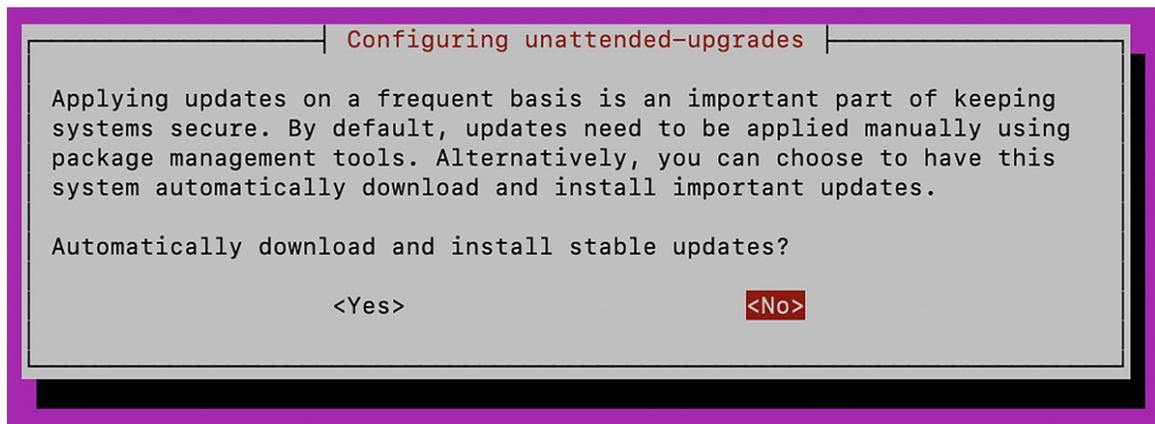 Configuring unattended-upgrades
Applying updates on a frequent basis is an important part of keeping
systems secure. By default, updates need to be applied manually using
package management tools. Alternatively, you can choose to have this
system automatically download and install important updates.
Automatically download and install stable updates?
<Yes> <No>